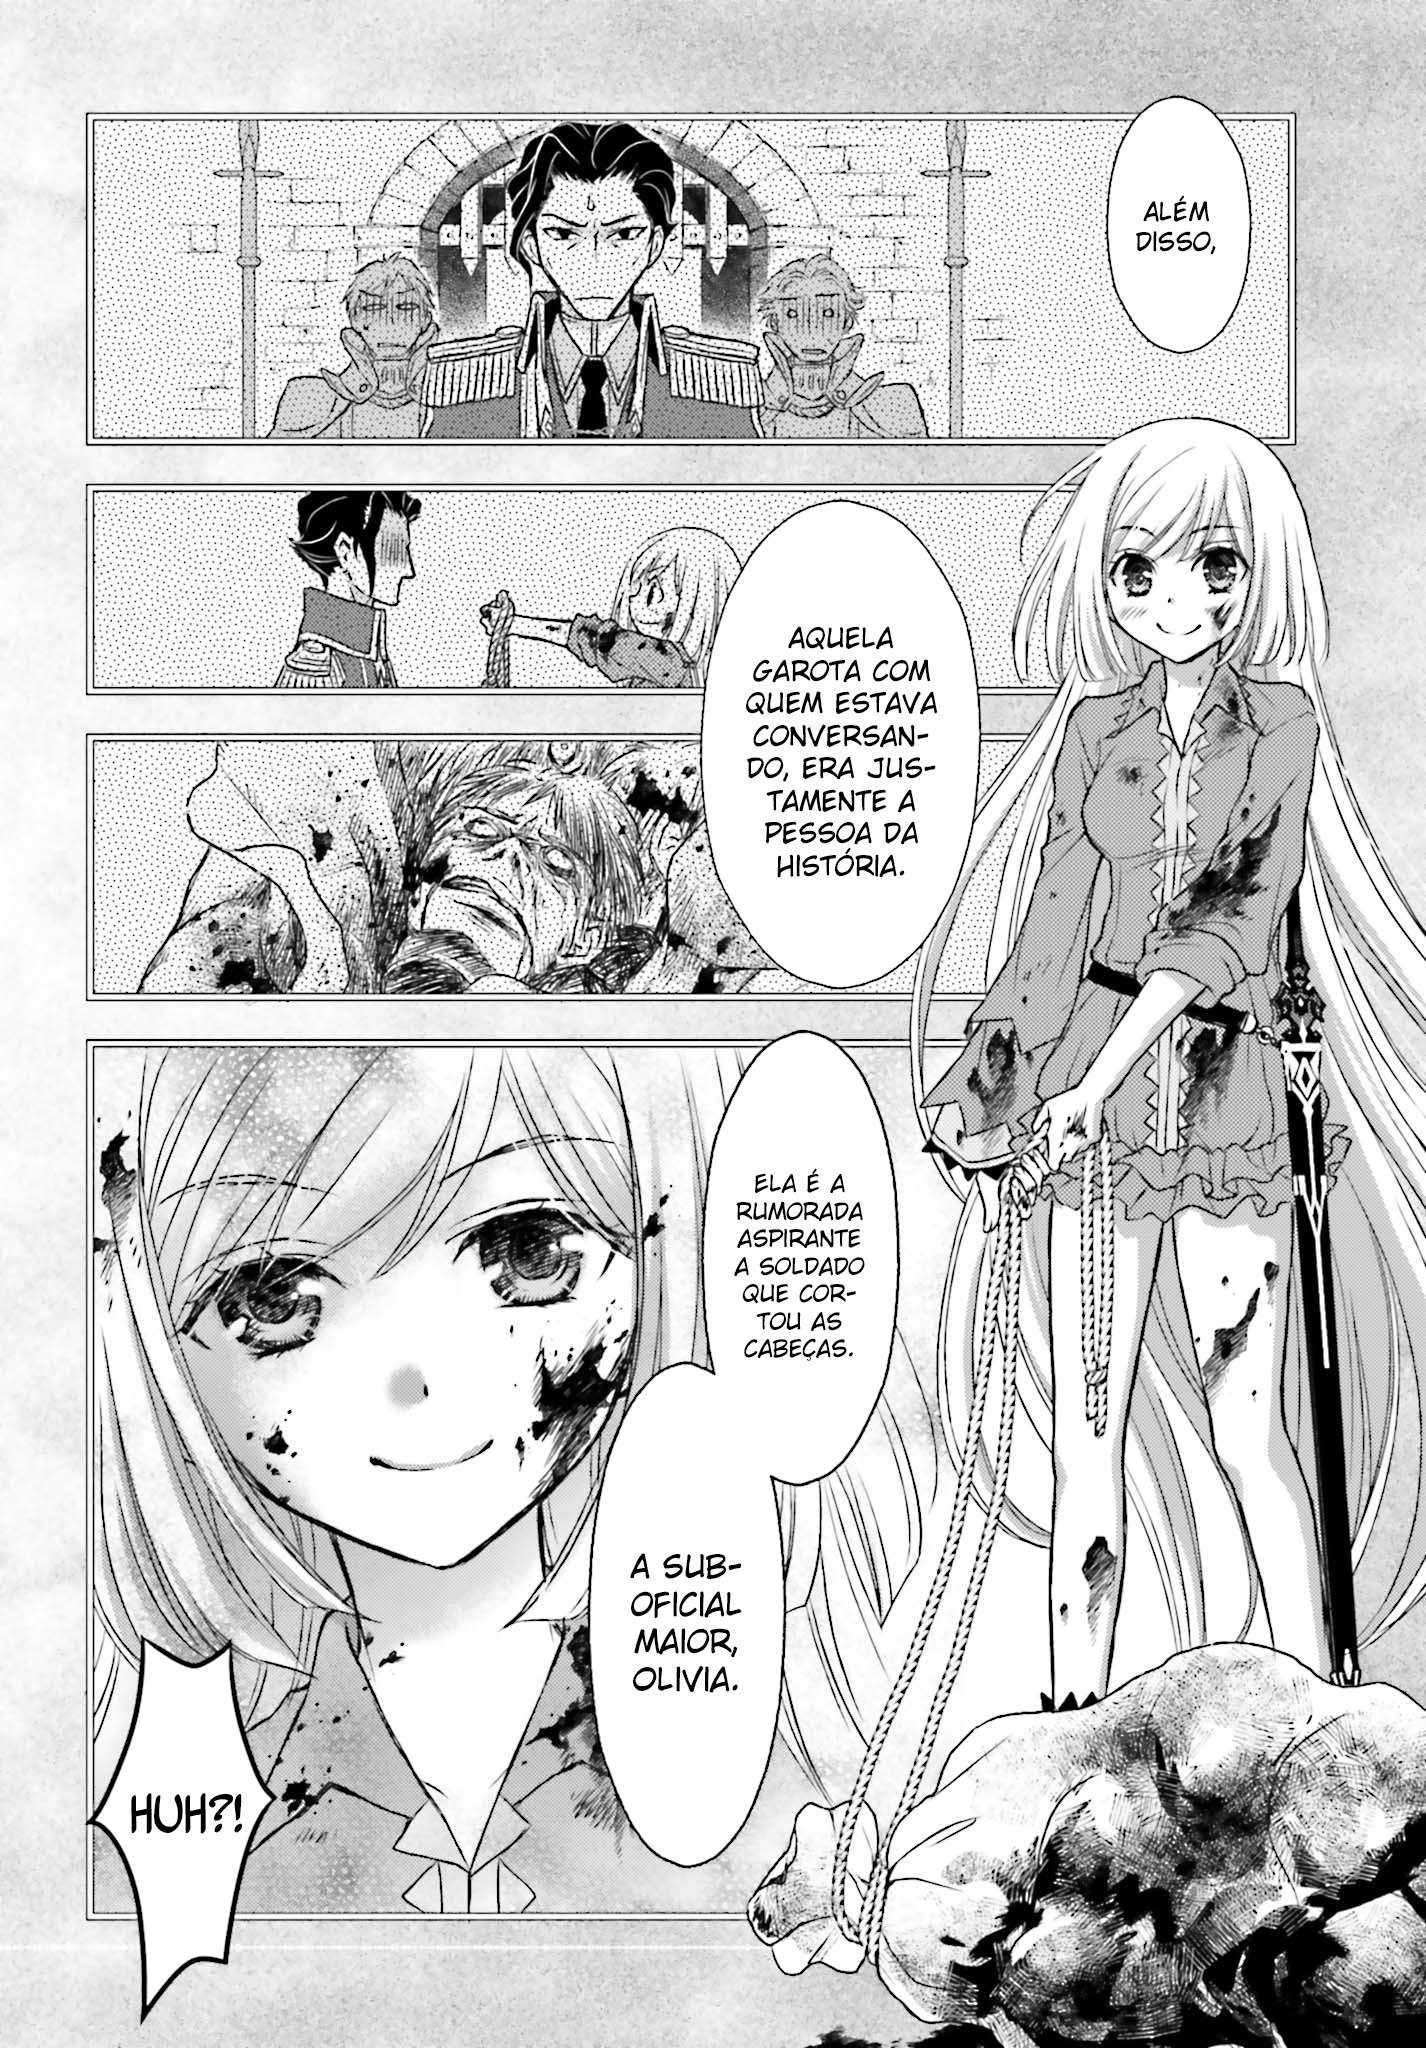 ALÉM
DISSO,
AQUELA
GAROTA COM
QUEM ESTAVA
CONVERSAN-
DO, ERA JUS-
TAMENTE A
PESSOA DA
HISTÓRIA.
ELA É A
RUMORADA
ASPIRANTE
A SOLDADO
QUE COR-
TOU AS
CABEÇAS.
A SUB-
OFICIAL
MAIOR,
OLIVIA.
HUH?!